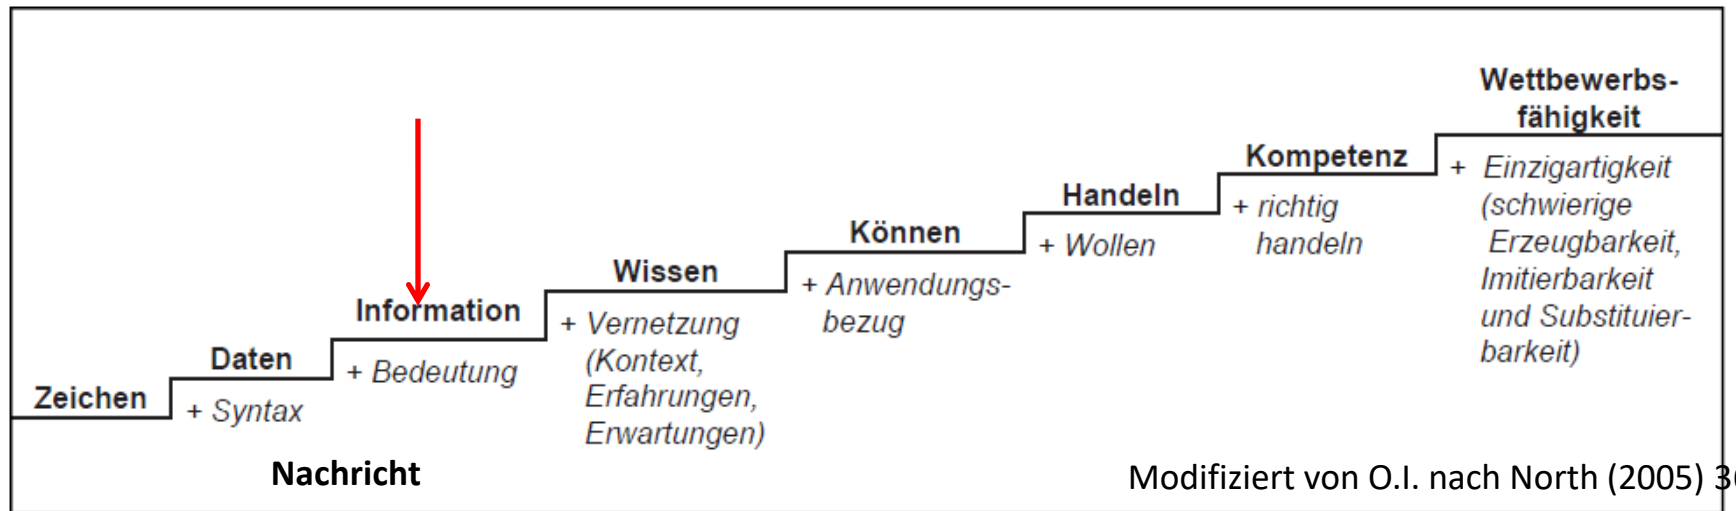 Zeichen
Daten
+ Syntax
Information
+ Bedeutung
Wissen
+ Vernetzung
(Kontext,
Erfahrungen,
Erwartungen)
Können
+ Anwendungs-
bezug
Handeln
+ Wollen
Kompetenz
+ richtig
handeln
Wettbewerbs-
fähigkeit
+ Einzigartigkeit
(schwierige
Erzeugbarkeit,
Imitierbarkeit
und Substituier-
barkeit)
Nachricht
Modifiziert von O.I. nach North (2005)